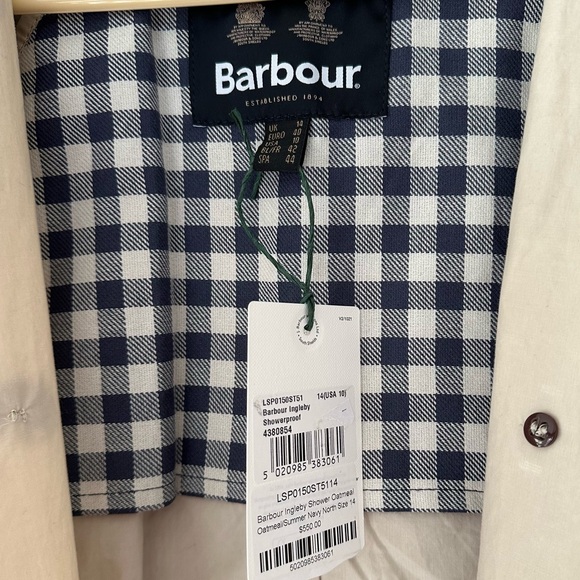 Barbour®
ESTABLISHED 1894
UK 14
EURO 40
USA 10
BL/FR 42
SPA 44
LSP0150ST51 14(USA 10)
Barbour Ingleby
Showerproof
4380854
5 020985 383061
LSP0150ST5114
Barbour Ingleby Shower Oatmeal
Oatmeal/Summer Navy North Size 14
$550.00
5020985383061